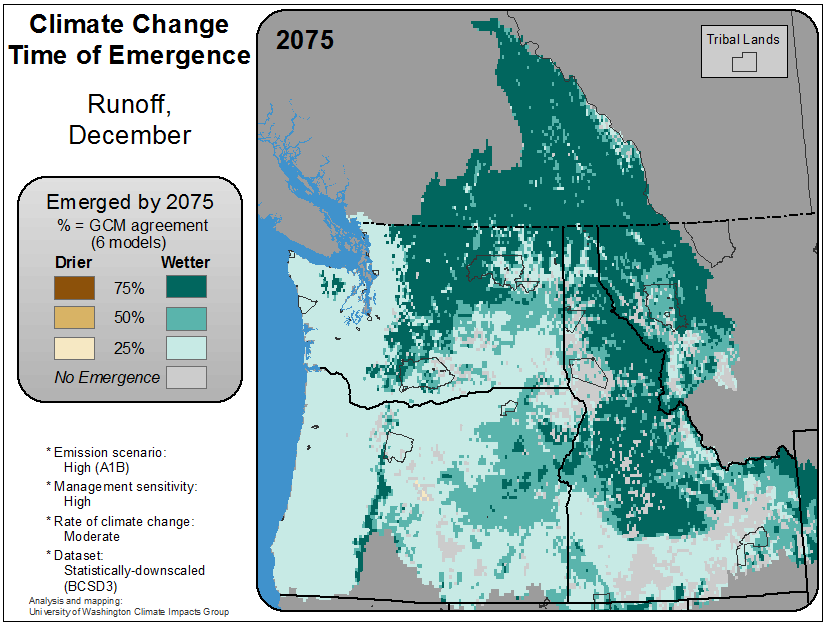 Climate Change
Time of Emergence
Runoff,
December
Emerged by 2075
% = GCM agreement
(6 models)
Drier Wetter
75%
50%
25%
No Emergence
* Emission scenario:
High (A1B)
* Management sensitivity:
High
* Rate of climate change:
Moderate
* Dataset:
Statistically-downscaled
(BCSD3)
Analysis and mapping:
University of Washington Climate Impacts Group
2075
Tribal Lands